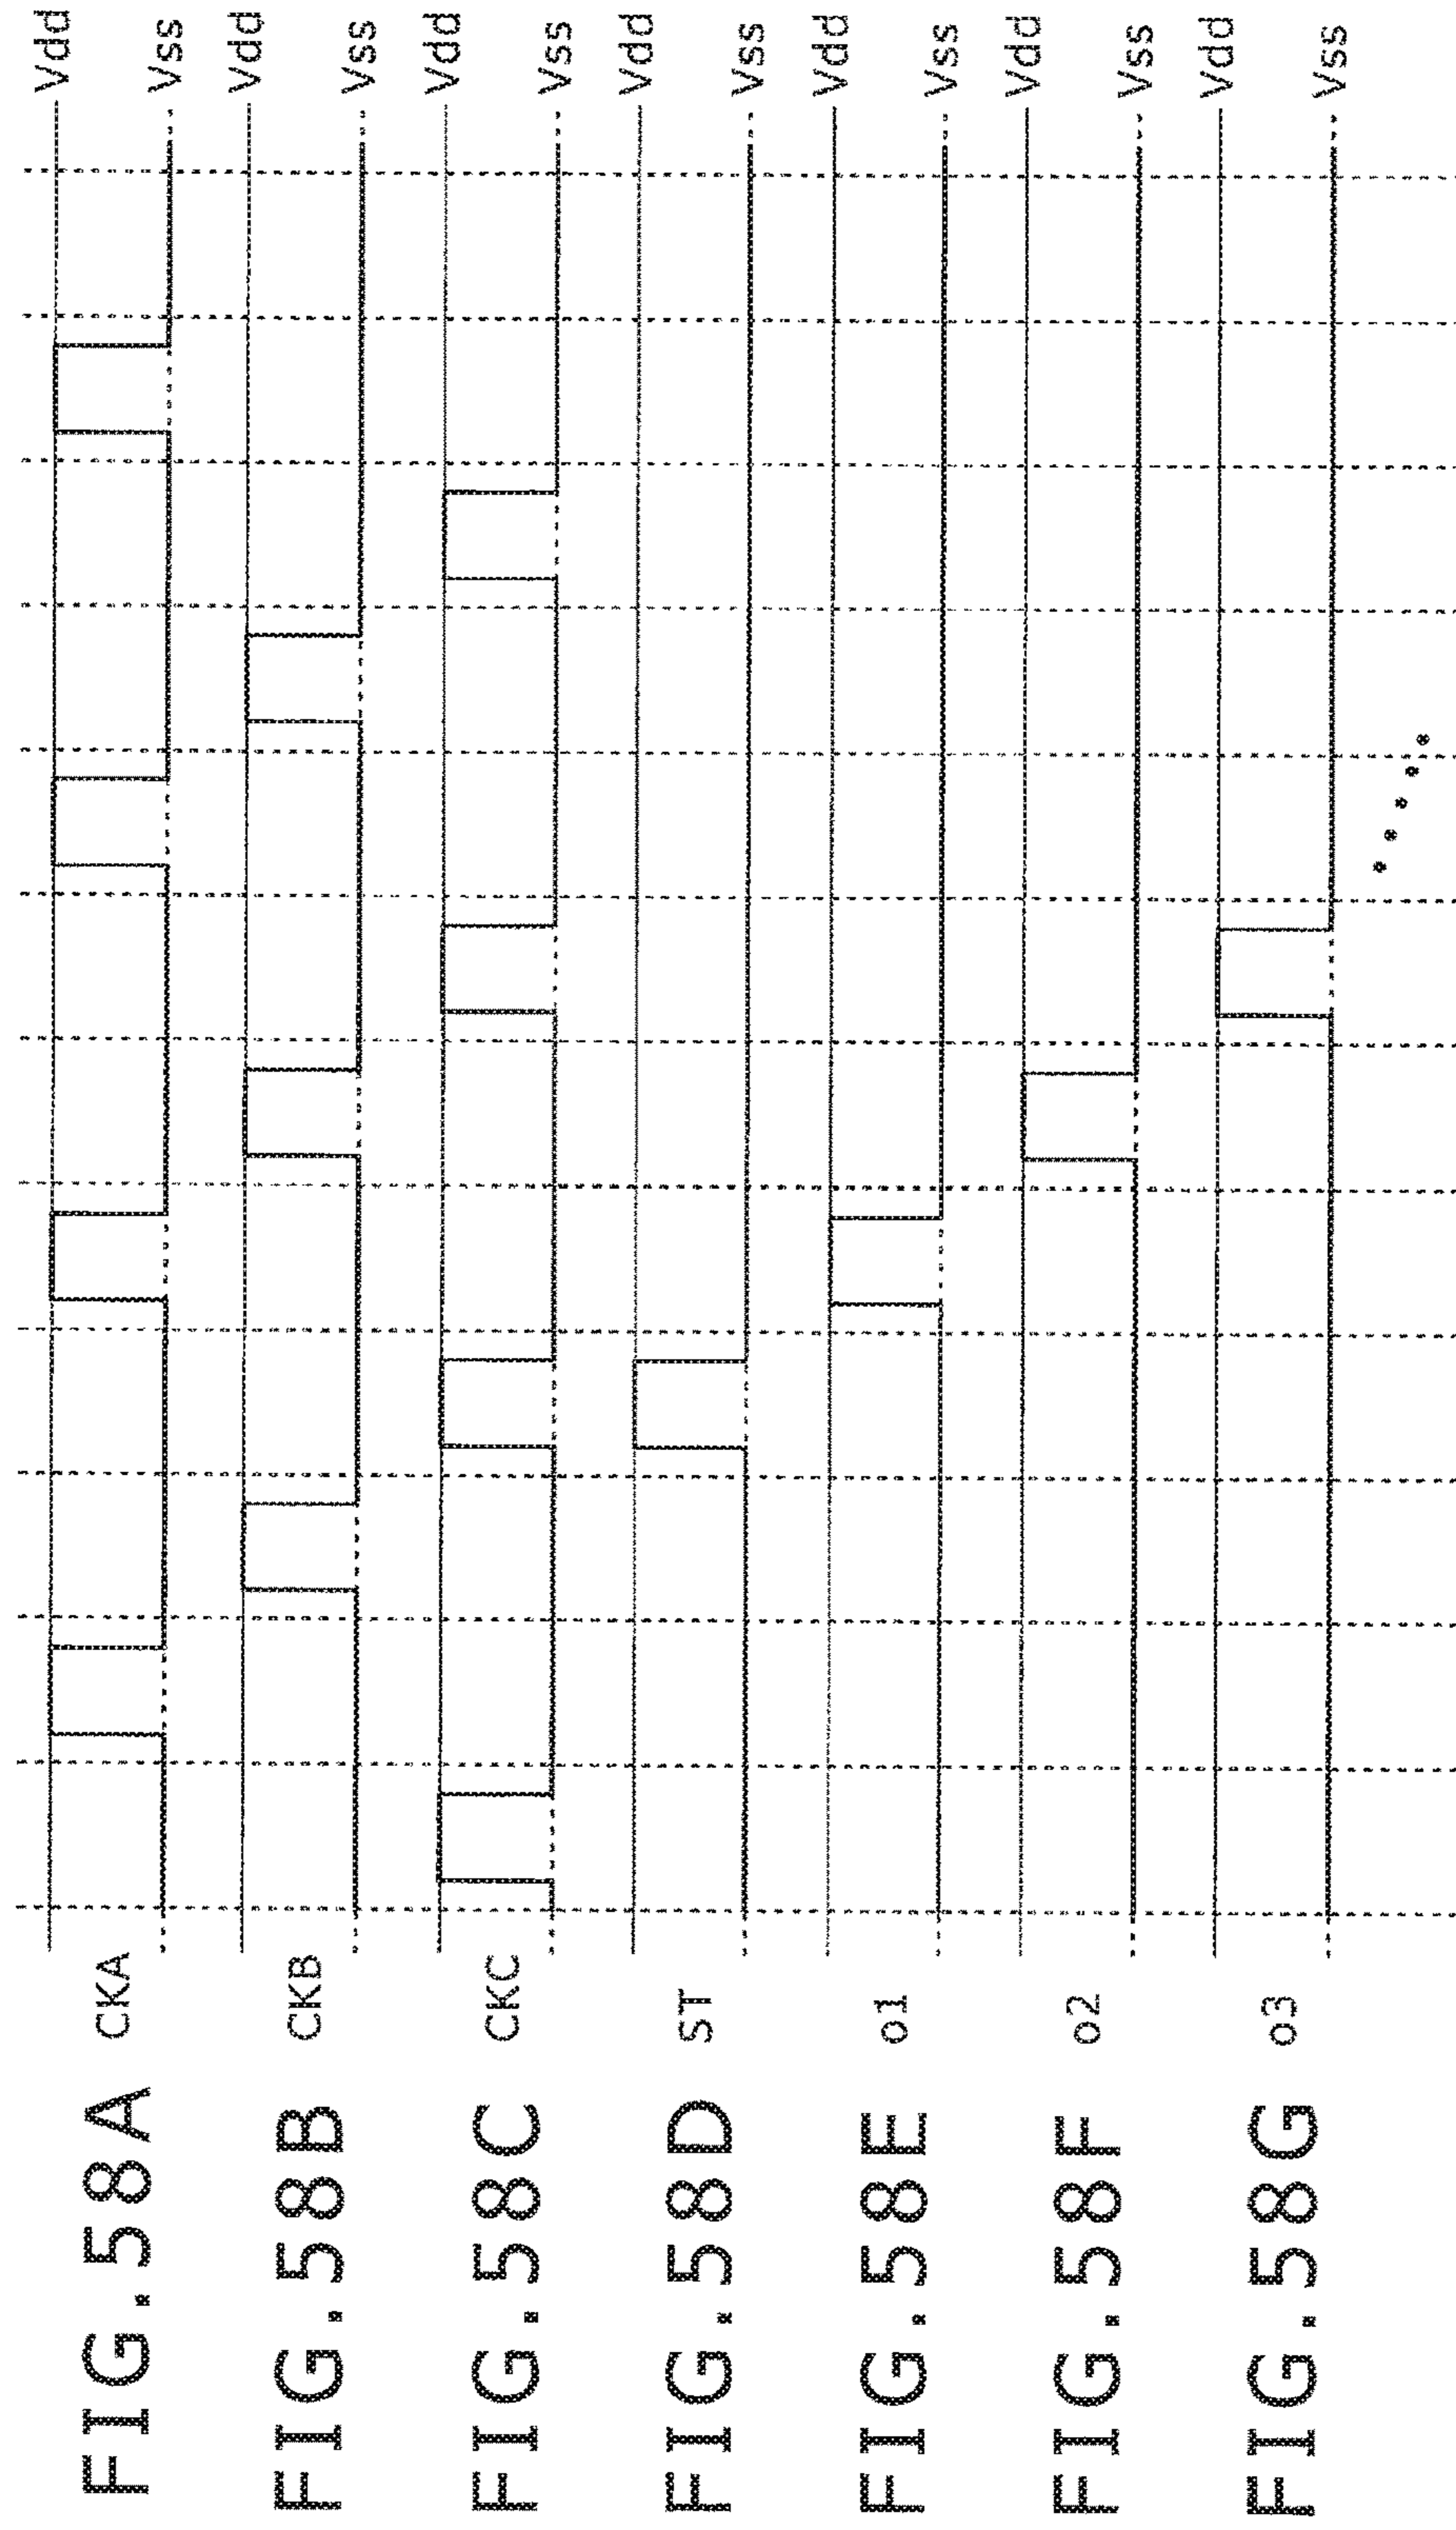 FIG.58A CKA Vdd
Vss
FIG.58B CKB Vdd
Vss
FIG.58C CKC Vdd
Vss
FIG.58D ST Vdd
Vss
FIG.58E o1 Vdd
Vss
FIG.58F o2 Vdd
Vss
FIG.58G o3 Vdd
Vss